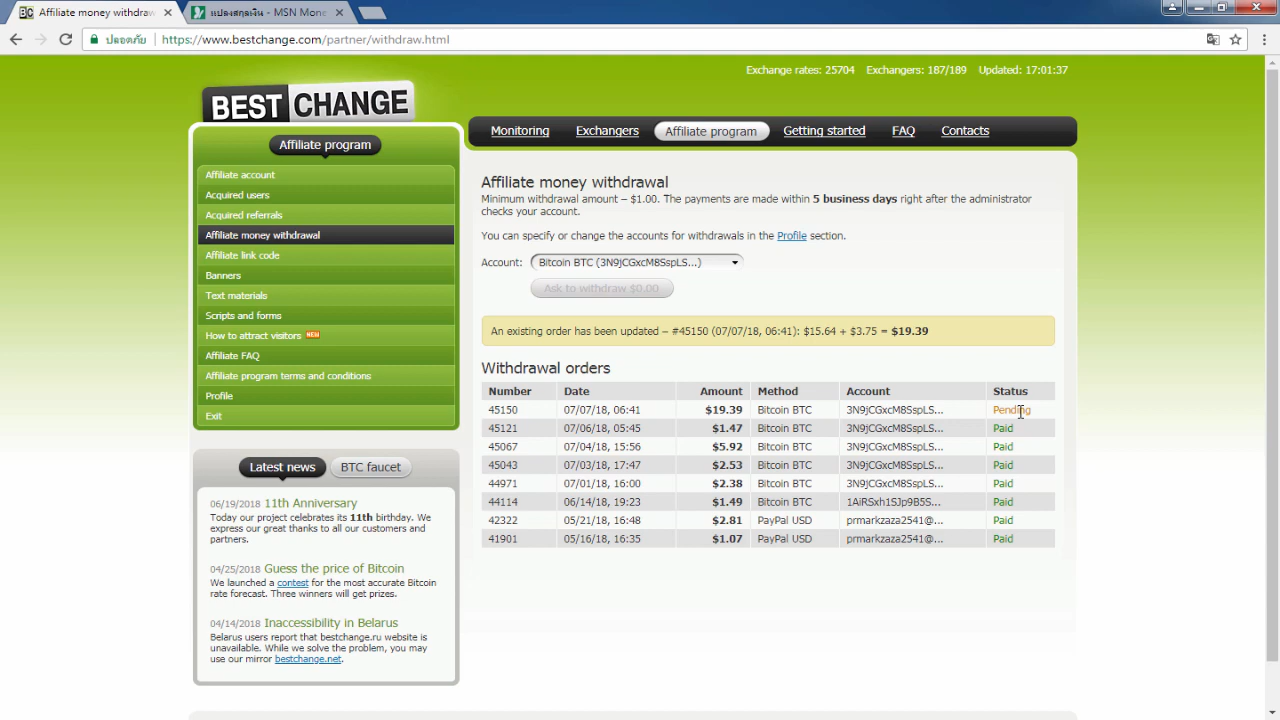 Affiliate money withdraw
แปลงสกุลเงิน - MSN Mone
ปลอดภัย https://www.bestchange.com/partner/withdraw.html
Exchange rates: 25704 Exchangers: 187/189 Updated: 17:01:37
BEST CHANGE
Monitoring Exchangers Affiliate program Getting started FAQ Contacts
Affiliate program
Affiliate account
Acquired users
Acquired referrals
Affiliate money withdrawal
Affiliate link code
Banners
Text materials
Scripts and forms
How to attract visitors NEW
Affiliate FAQ
Affiliate program terms and conditions
Profile
Exit
Latest news BTC faucet
06/19/2018 11th Anniversary
Today our project celebrates its 11th birthday. We
express our great thanks to all our customers and
partners.
04/25/2018 Guess the price of Bitcoin
We launched a contest for the most accurate Bitcoin
rate forecast. Three winners will get prizes.
04/14/2018 Inaccessibility in Belarus
Belarus users report that bestchange.ru website is
unavailable. While we solve the problem, you may
use our mirror bestchange.net.
Affiliate money withdrawal
Minimum withdrawal amount – $1.00. The payments are made within 5 business days right after the administrator
checks your account.
You can specify or change the accounts for withdrawals in the Profile section.
Account: Bitcoin BTC (3N9jCGxcM8SspLS...)
Ask to withdraw $0.00
An existing order has been updated – #45150 (07/07/18, 06:41): $15.64 + $3.75 = $19.39
Withdrawal orders
Number Date Amount Method Account Status
45150 07/07/18, 06:41 $19.39 Bitcoin BTC 3N9jCGxcM8SspLS... Pending
45121 07/06/18, 05:45 $1.47 Bitcoin BTC 3N9jCGxcM8SspLS... Paid
45067 07/04/18, 15:56 $5.92 Bitcoin BTC 3N9jCGxcM8SspLS... Paid
45043 07/03/18, 17:47 $2.53 Bitcoin BTC 3N9jCGxcM8SspLS... Paid
44971 07/01/18, 16:00 $2.38 Bitcoin BTC 3N9jCGxcM8SspLS... Paid
44114 06/14/18, 19:23 $1.49 Bitcoin BTC 1AiRSxh1SJp9B5S... Paid
42322 05/21/18, 16:48 $2.81 PayPal USD prmarkzaza2541@... Paid
41901 05/16/18, 16:35 $1.07 PayPal USD prmarkzaza2541@... Paid